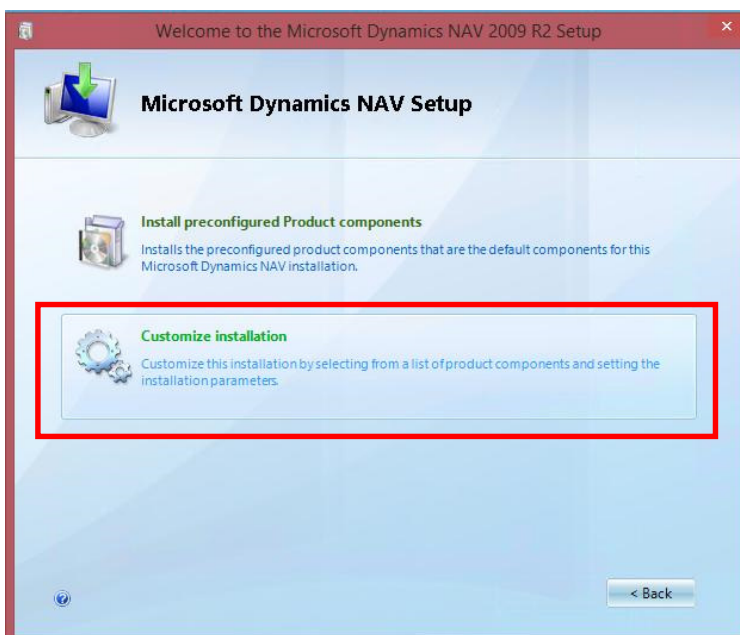 Welcome to the Microsoft Dynamics NAV 2009 R2 Setup
Microsoft Dynamics NAV Setup
Install preconfigured Product components
Installs the preconfigured product components that are the default components for this
Microsoft Dynamics NAV installation.
Customize installation
Customize this installation by selecting from a list of product components and setting the
installation parameters.
< Back